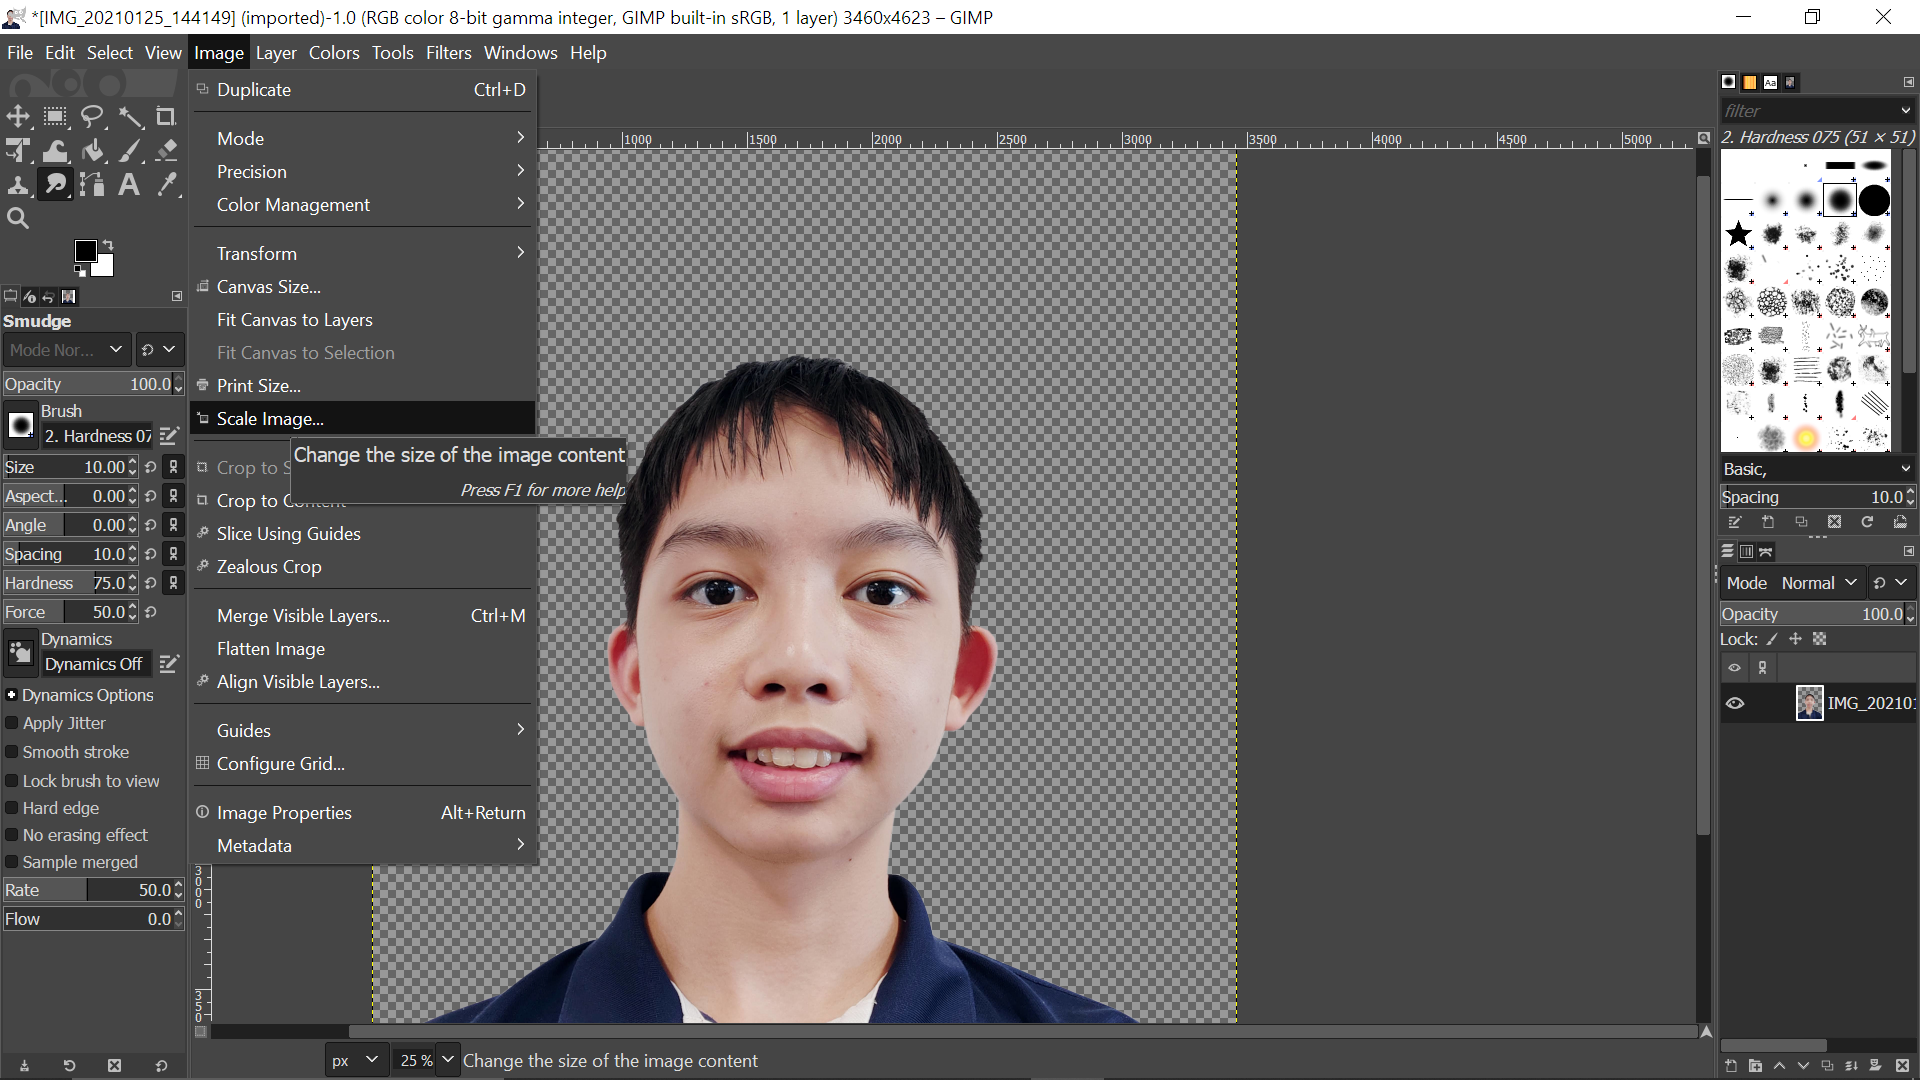 *[IMG_20210125_144149] (imported)-1.0 (RGB color 8-bit gamma integer, GIMP built-in sRGB, 1 layer) 3460x4623 – GIMP
File Edit Select View Image Layer Colors Tools Filters Windows Help
Duplicate Ctrl+D
Mode
Precision
Color Management
Transform
Canvas Size...
Fit Canvas to Layers
Fit Canvas to Selection
Print Size...
Scale Image...
Change the size of the image content
Press F1 for more help
Crop to S
Crop to Content
Slice Using Guides
Zealous Crop
Merge Visible Layers... Ctrl+M
Flatten Image
Align Visible Layers...
Guides
Configure Grid...
Image Properties Alt+Return
Metadata
Smudge
Mode Nor...
Opacity 100.0
Brush
2. Hardness 07
Size 10.00
Aspect... 0.00
Angle 0.00
Spacing 10.0
Hardness 75.0
Force 50.0
Dynamics
Dynamics Off
Dynamics Options
Apply Jitter
Smooth stroke
Lock brush to view
Hard edge
No erasing effect
Sample merged
Rate 50.0
Flow 0.0
1000 1500 2000 2500 3000 3500 4000 4500 5000
3000
350
px 25 % Change the size of the image content
Aa
filter
2. Hardness 075 (51 × 51)
Basic,
Spacing 10.0
Mode Normal
Opacity 100.0
Lock:
IMG_20210: